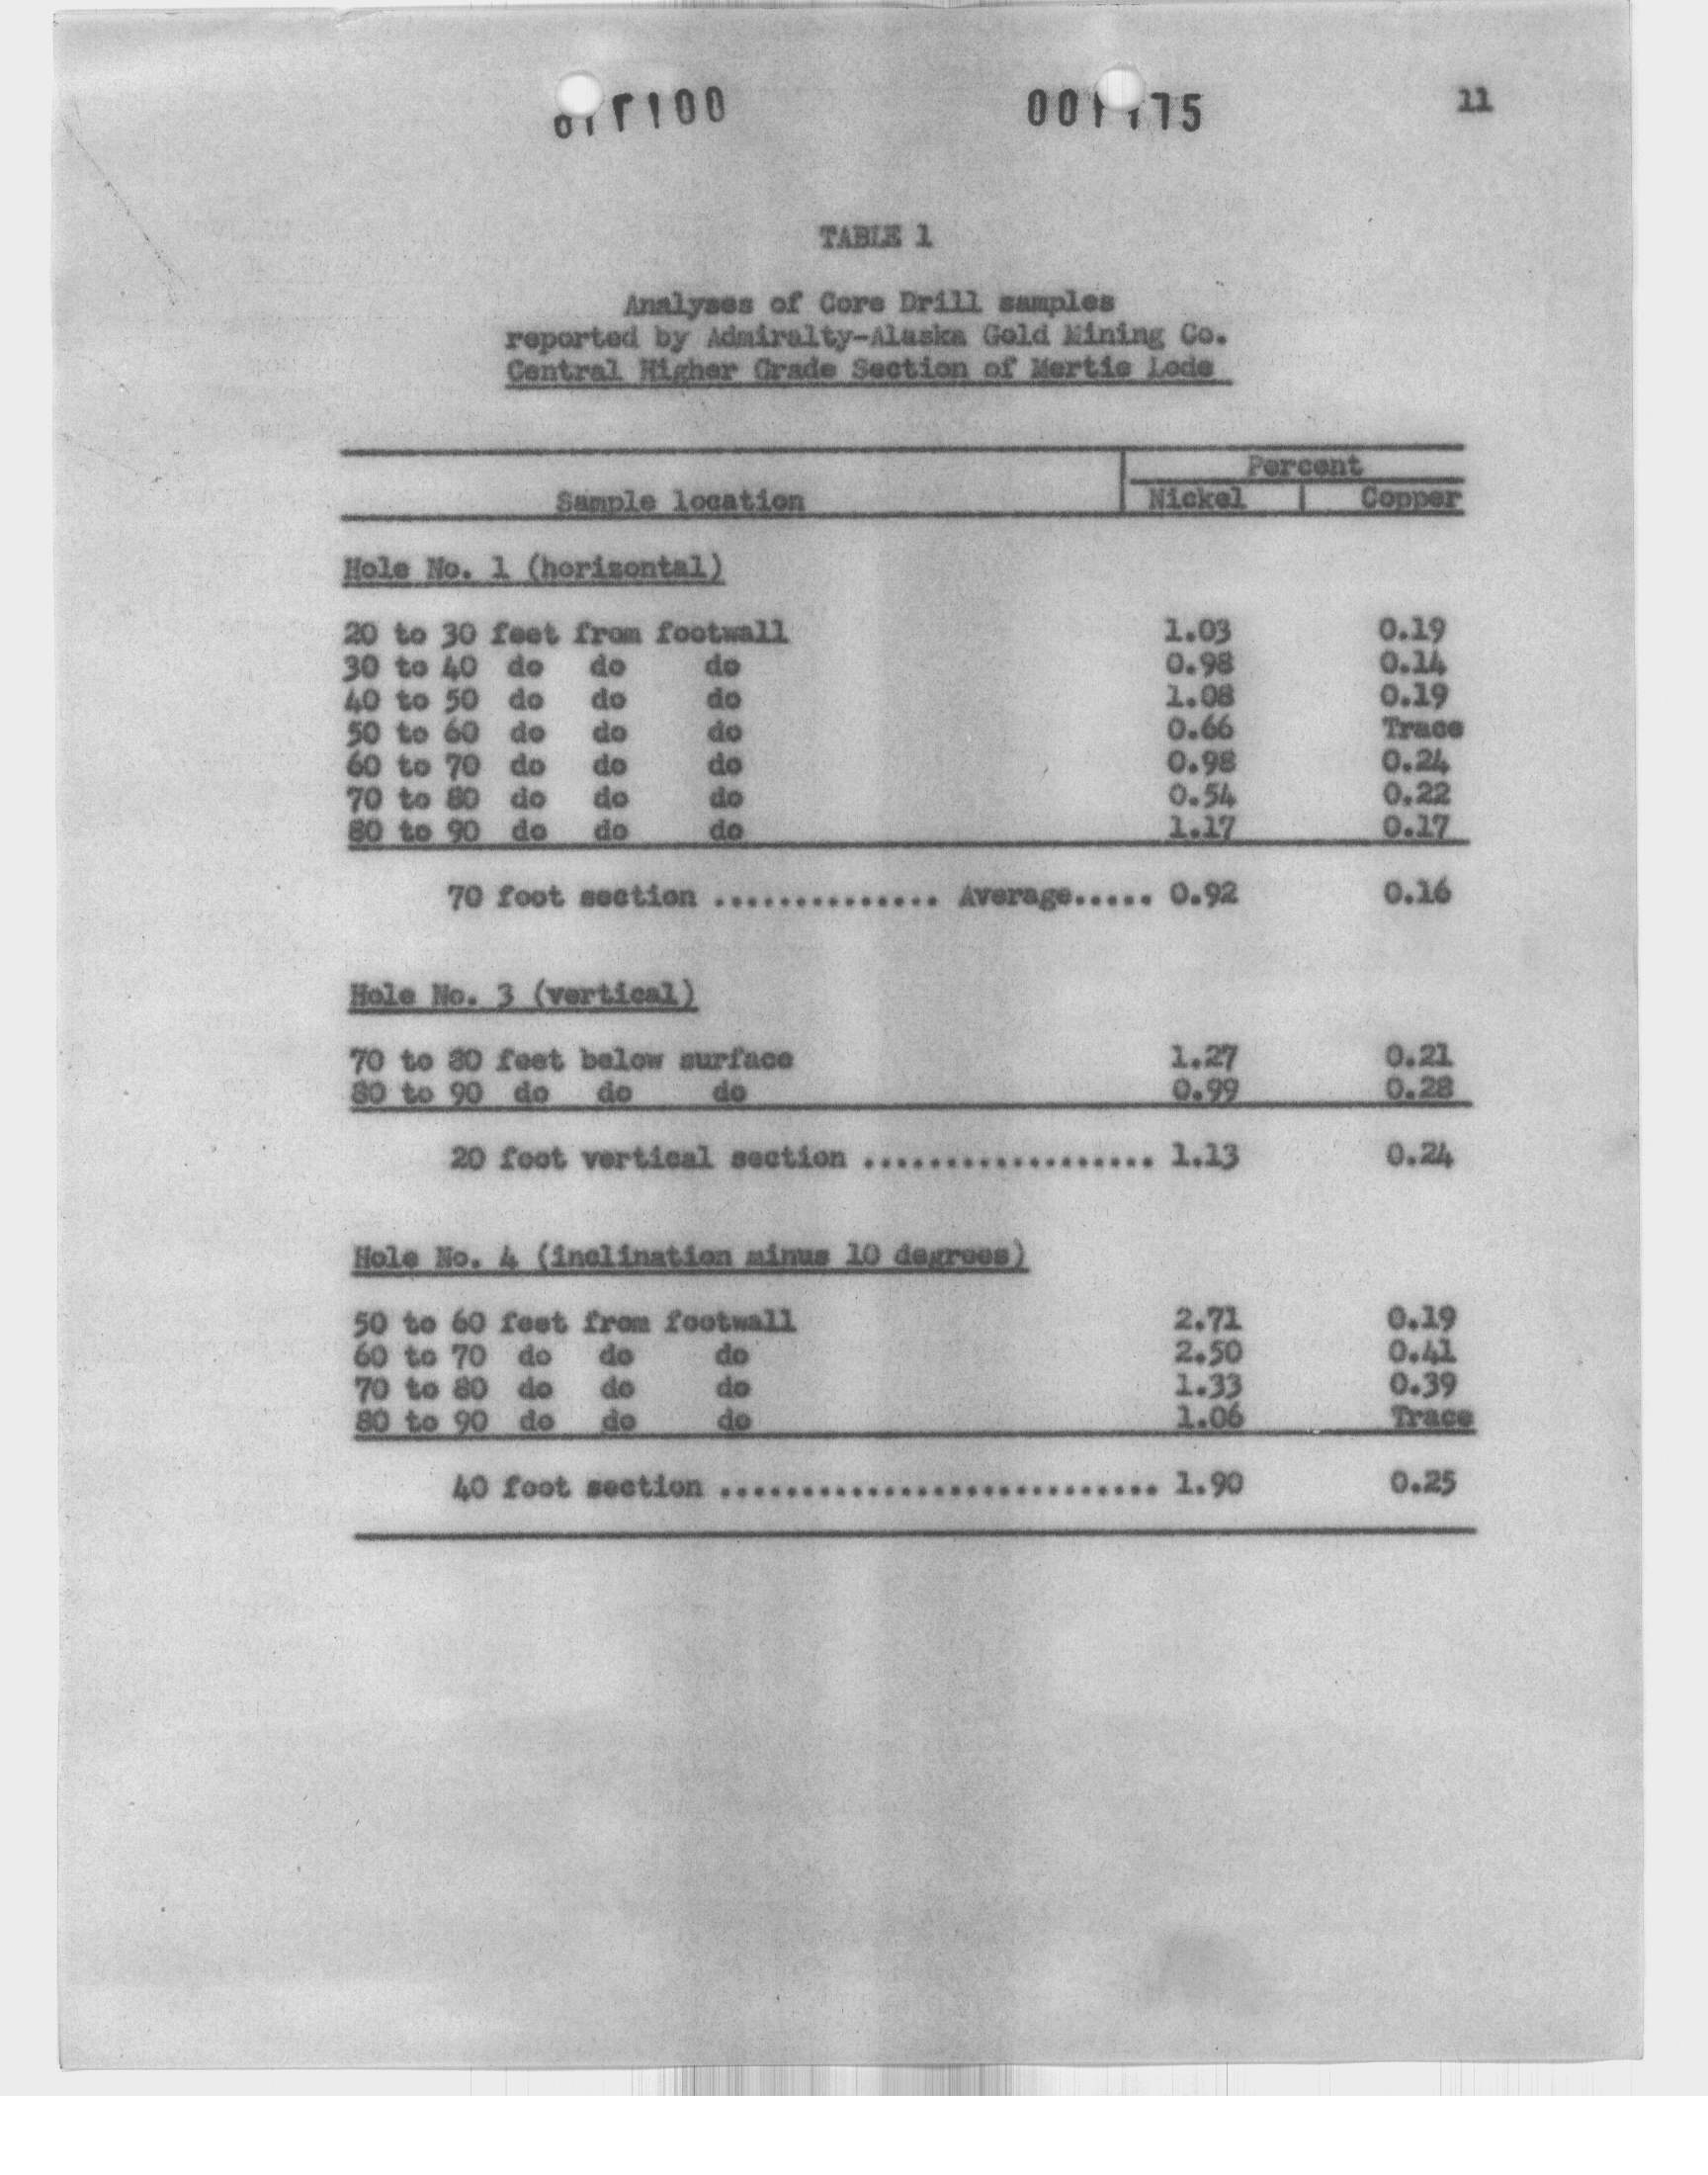 11
TABLE 1
Analyses of Core Drill samples
reported by Admiralty-Alaska Gold Mining Co.
Central Higher Grade Section of Mertie Lode
Percent
Sample location Nickel Copper
Hole No. 1 (horizontal)
20 to 30 feet from footwall 1.03 0.19
30 to 40 do do do 0.98 0.14
40 to 50 do do do 1.08 0.19
50 to 60 do do do 0.66 Trace
60 to 70 do do do 0.98 0.24
70 to 80 do do do 0.54 0.22
80 to 90 do do do 1.17 0.17
70 foot section .............. Average..... 0.92 0.16
Hole No. 3 (vertical)
70 to 80 feet below surface 1.27 0.21
80 to 90 do do do 0.99 0.28
20 foot vertical section .................. 1.13 0.24
Hole No. 4 (inclination minus 10 degrees)
50 to 60 feet from footwall 2.71 0.19
60 to 70 do do do 2.50 0.41
70 to 80 do do do 1.33 0.39
80 to 90 do do do 1.06 Trace
40 foot section ........................... 1.90 0.25